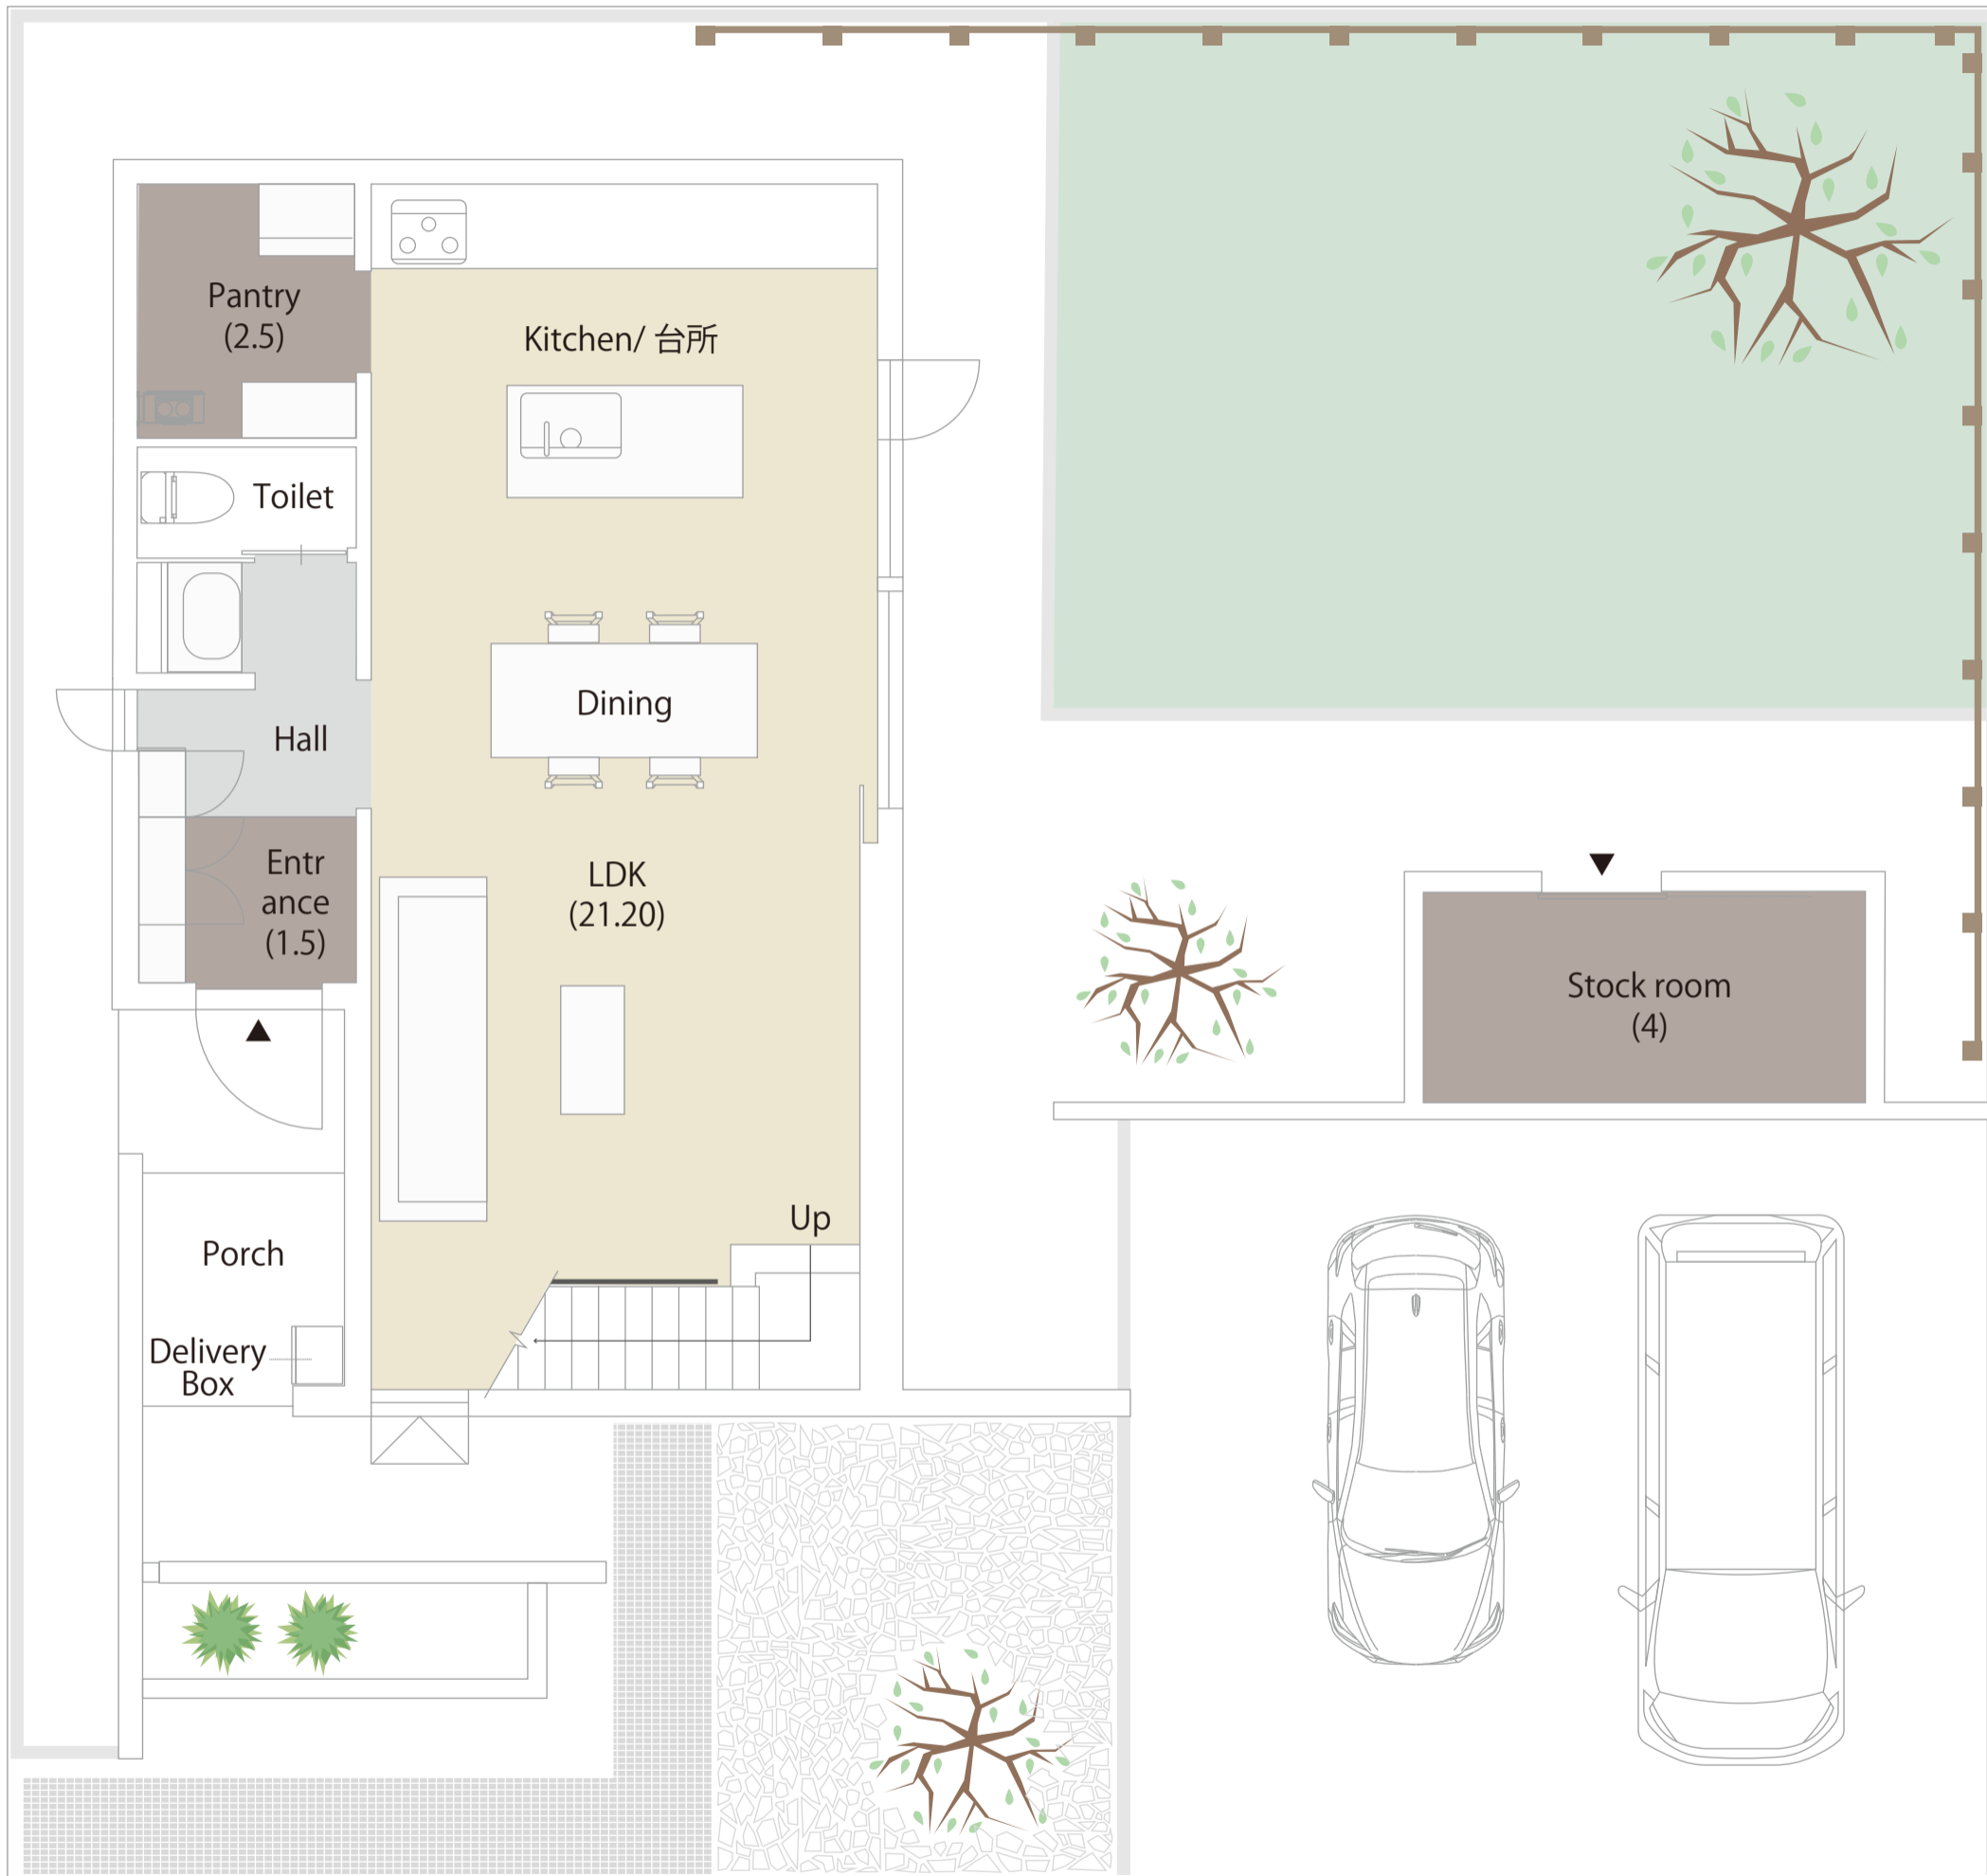 Pantry
(2.5)
Kitchen/ 台所
Toilet
Dining
Hall
Entr
ance
(1.5)
LDK
(21.20)
Stock room
(4)
Up
Porch
Delivery
Box